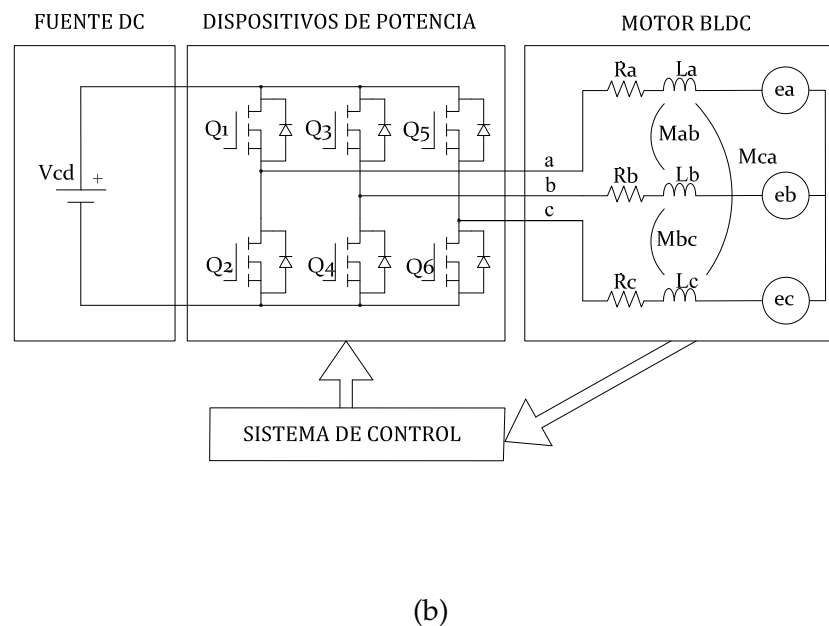 FUENTE DC
DISPOSITIVOS DE POTENCIA
MOTOR BLDC
Vcd
+
Q1
Q3
Q5
Q2
Q4
Q6
a
b
c
Ra
La
ea
Mab
Mca
Rb
Lb
eb
Mbc
Rc
Lc
ec
SISTEMA DE CONTROL
(b)